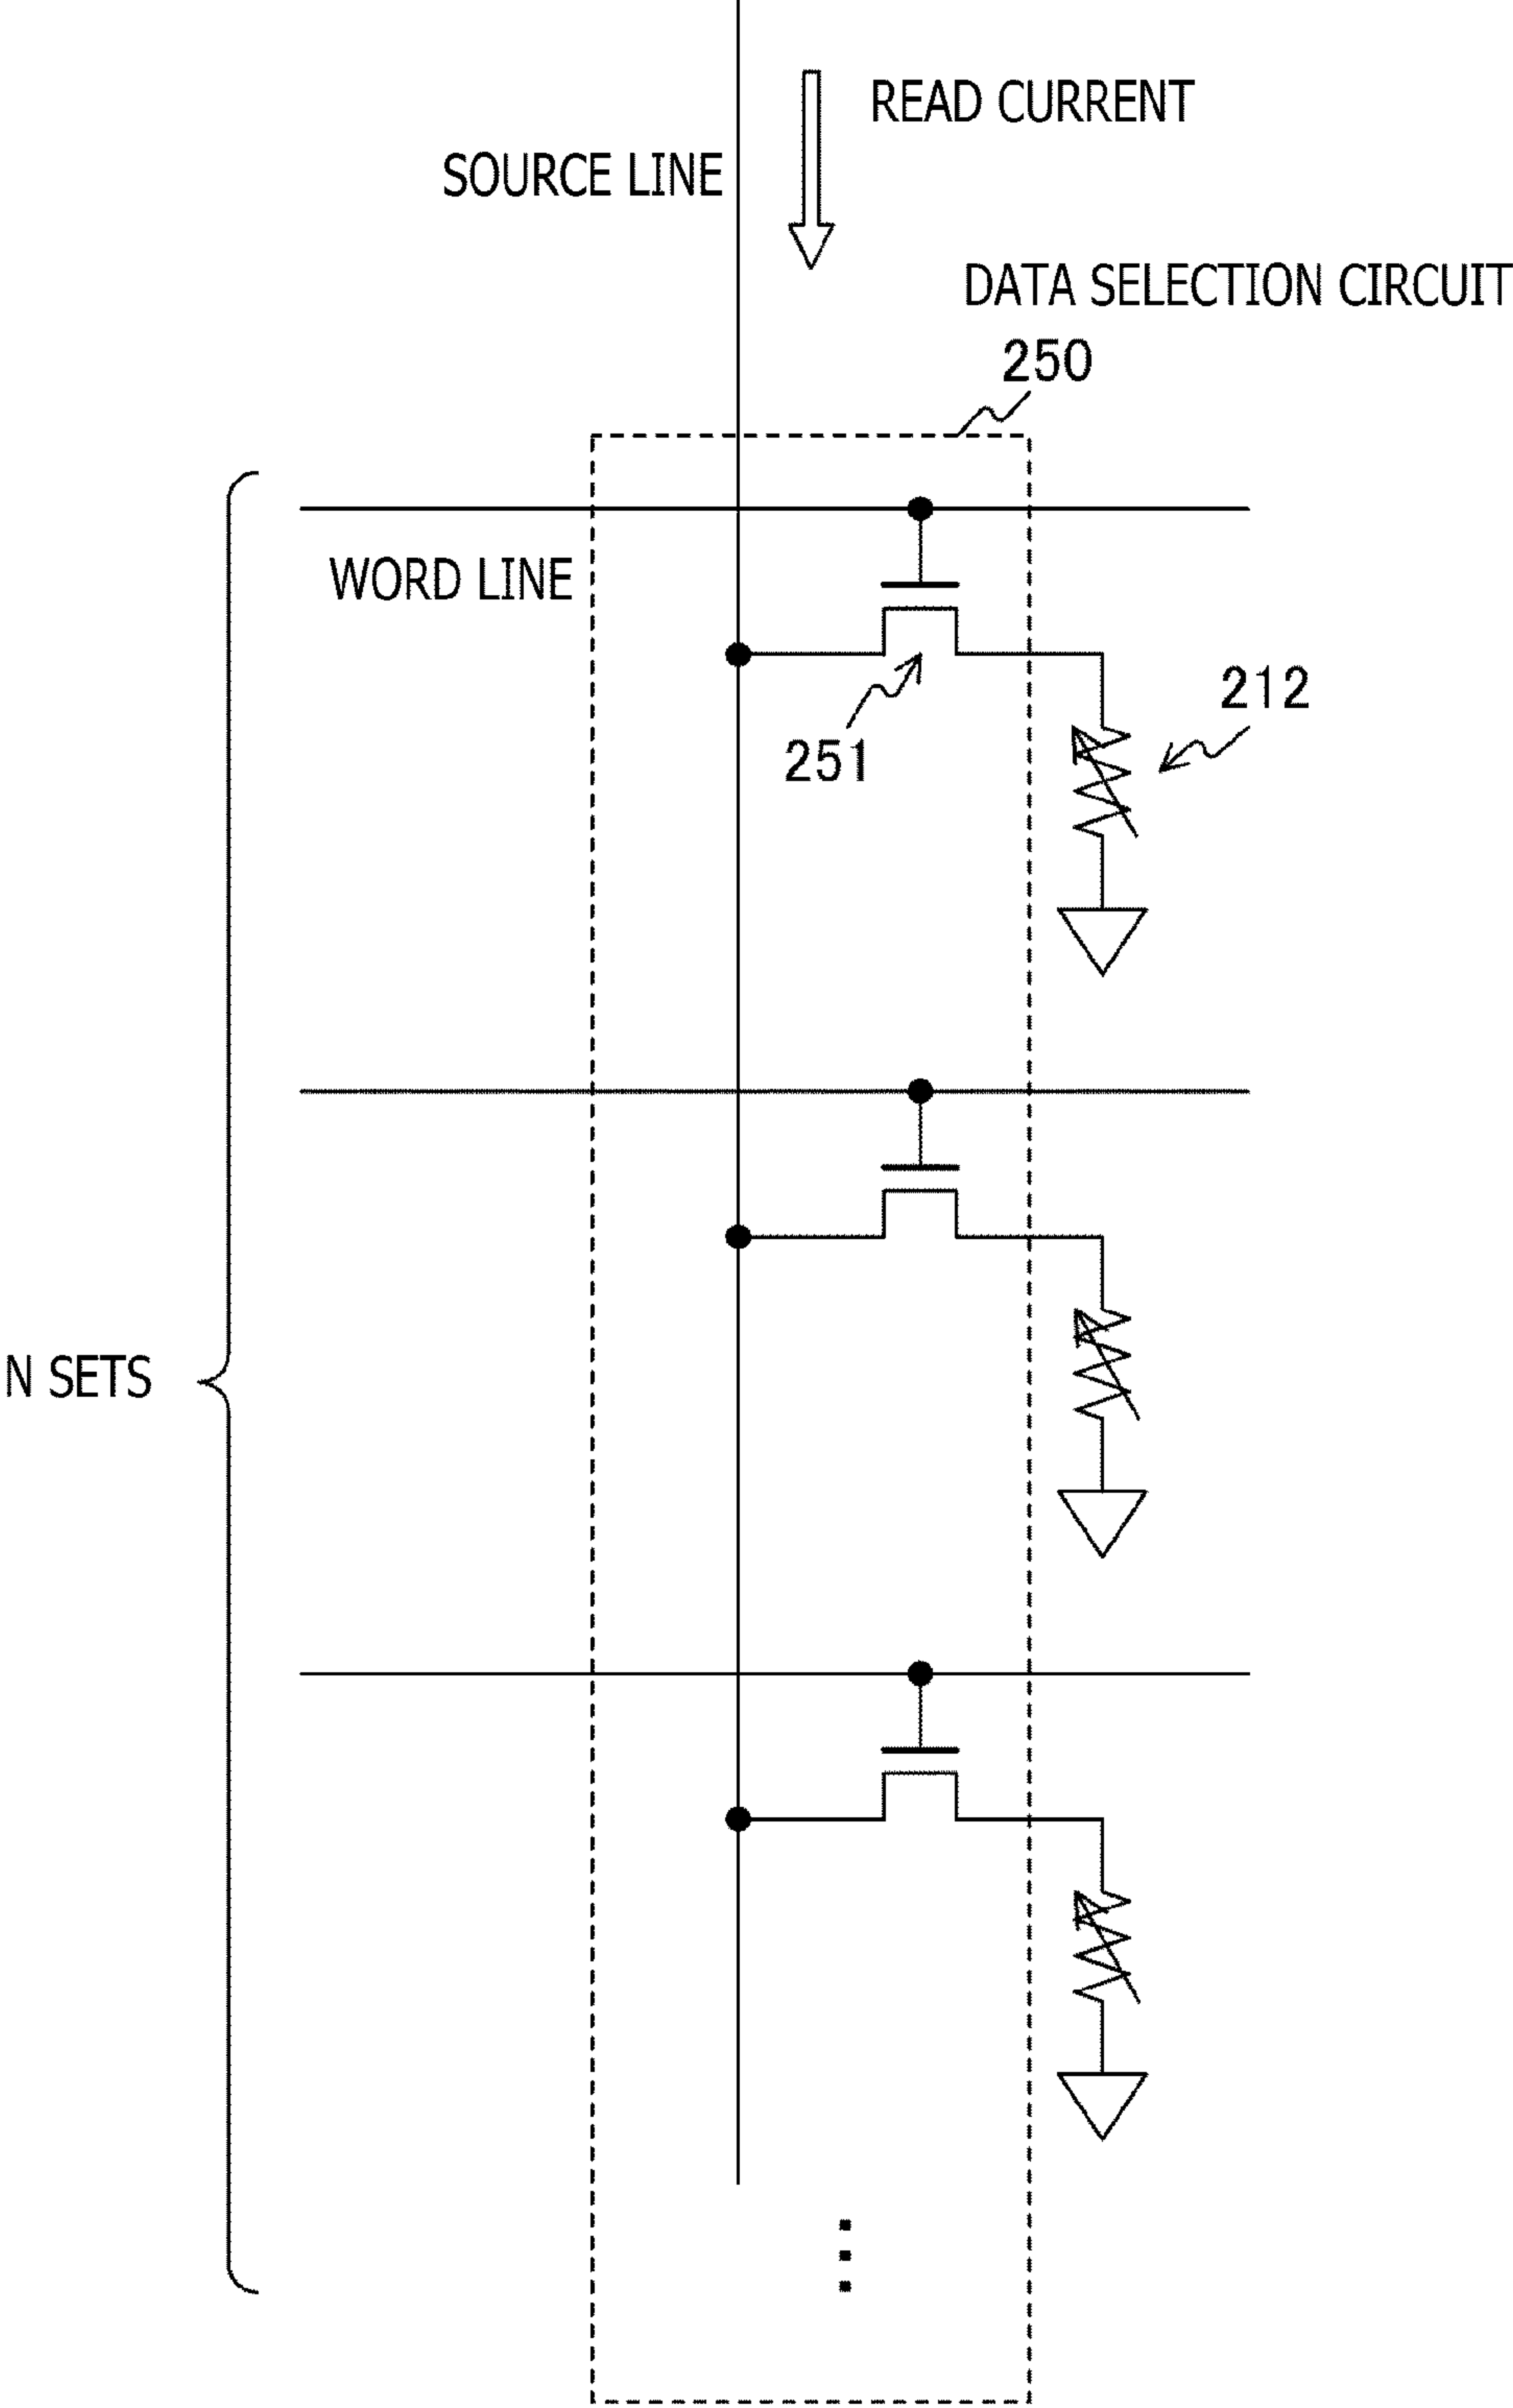 READ CURRENT
SOURCE LINE
DATA SELECTION CIRCUIT
250
WORD LINE
212
251
N SETS